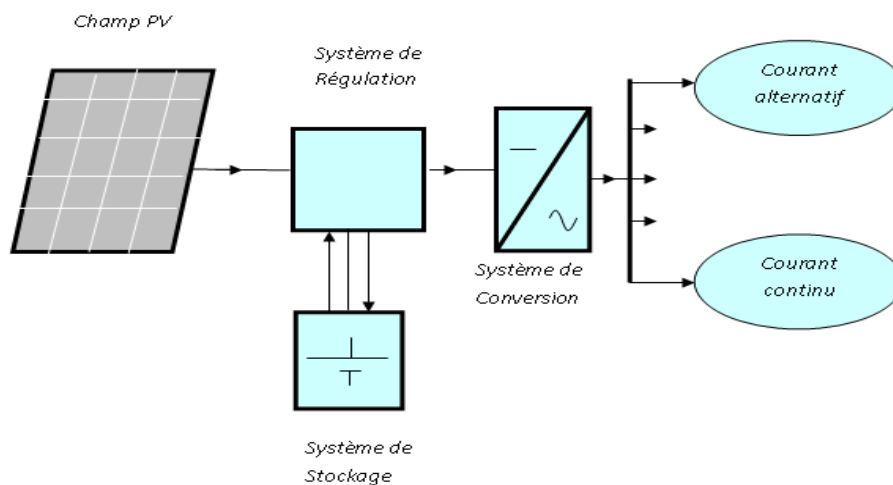 Champ PV
Système de
Régulation
Courant
alternatif
Système de
Conversion
Courant
continu
Système de
Stockage